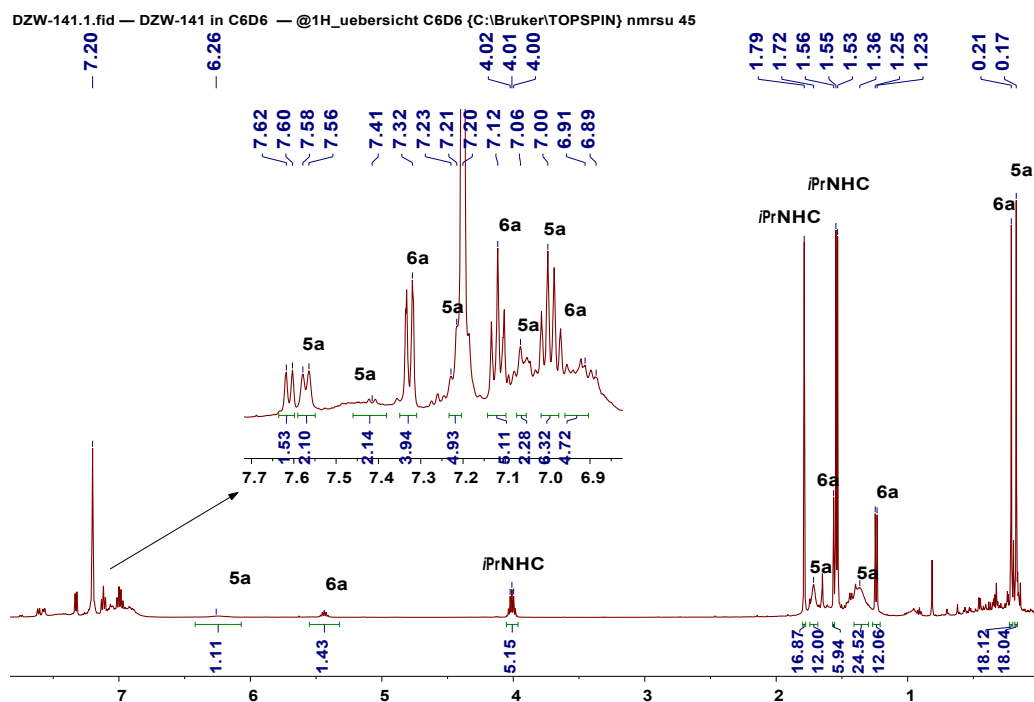 DZW-141.1.fid — DZW-141 in C6D6 — @1H_uebersicht C6D6 {C:\Bruker\TOPSPIN} nmrsu 45
7.20 6.26 4.02 4.01 4.00 1.79 1.72 1.56 1.55 1.53 1.36 1.25 1.23 0.21 0.17
7.62 7.60 7.58 7.56 7.41 7.32 7.23 7.21 7.20 7.12 7.06 7.00 6.91 6.89
5a
iPrNHC
6a
iPrNHC
6a 5a
6a
5a 6a
5a 5a
5a
1.53 2.10 2.14 3.94 4.93 5.11 2.28 6.32 4.72
7.7 7.6 7.5 7.4 7.3 7.2 7.1 7.0 6.9
6a 6a
iPrNHC
5a 6a 5a 5a
1.11 1.43 5.15 16.87 12.00 5.94 24.52 12.06 18.12 18.04
7 6 5 4 3 2 1